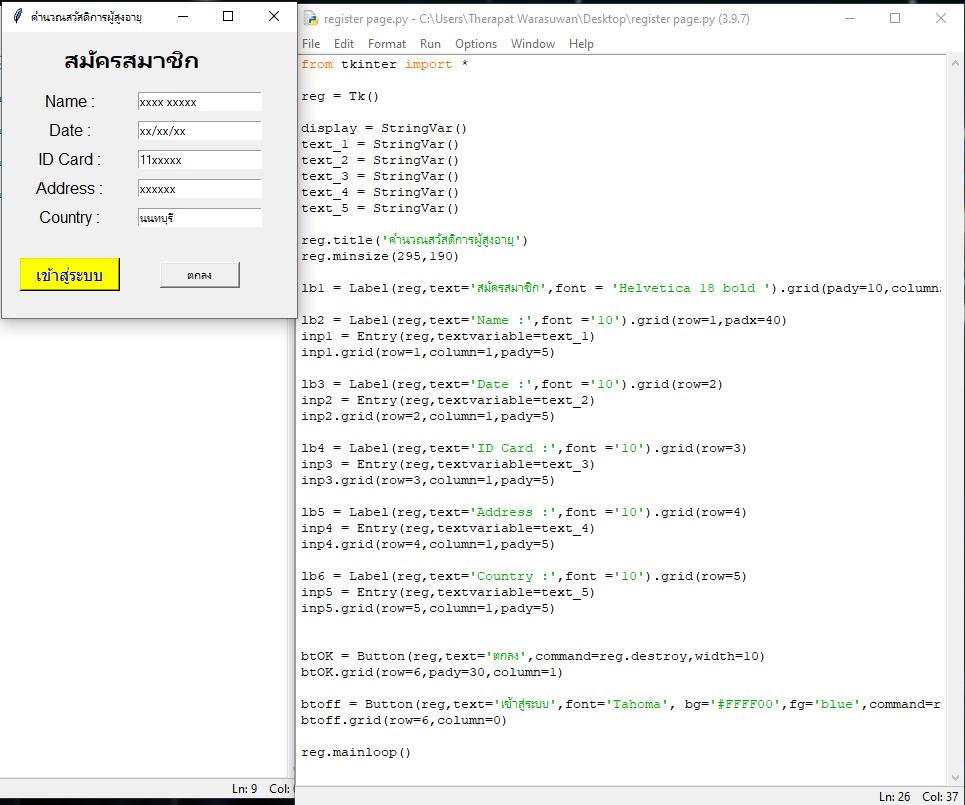 คำนวณสวัสดิการผู้สูงอายุ
สมัครสมาชิก
Name : xxxx xxxxx
Date : xx/xx/xx
ID Card : 11xxxxx
Address : xxxxxx
Country : นนทบุรี
เข้าสู่ระบบ ตกลง
Ln: 9 Col:
register page.py - C:\Users\Therapat Warasuwan\Desktop\register page.py (3.9.7)
File Edit Format Run Options Window Help
from tkinter import *
reg = Tk()
display = StringVar()
text_1 = StringVar()
text_2 = StringVar()
text_3 = StringVar()
text_4 = StringVar()
text_5 = StringVar()
reg.title('คำนวณสวัสดิการผู้สูงอายุ')
reg.minsize(295,190)
lb1 = Label(reg,text='สมัครสมาชิก',font = 'Helvetica 18 bold ').grid(pady=10,column
lb2 = Label(reg,text='Name :',font ='10').grid(row=1,padx=40)
inp1 = Entry(reg,textvariable=text_1)
inp1.grid(row=1,column=1,pady=5)
lb3 = Label(reg,text='Date :',font ='10').grid(row=2)
inp2 = Entry(reg,textvariable=text_2)
inp2.grid(row=2,column=1,pady=5)
lb4 = Label(reg,text='ID Card :',font ='10').grid(row=3)
inp3 = Entry(reg,textvariable=text_3)
inp3.grid(row=3,column=1,pady=5)
lb5 = Label(reg,text='Address :',font ='10').grid(row=4)
inp4 = Entry(reg,textvariable=text_4)
inp4.grid(row=4,column=1,pady=5)
lb6 = Label(reg,text='Country :',font ='10').grid(row=5)
inp5 = Entry(reg,textvariable=text_5)
inp5.grid(row=5,column=1,pady=5)
btOK = Button(reg,text='ตกลง',command=reg.destroy,width=10)
btOK.grid(row=6,pady=30,column=1)
btoff = Button(reg,text='เข้าสู่ระบบ',font='Tahoma', bg='#FFFF00',fg='blue',command=r
btoff.grid(row=6,column=0)
reg.mainloop()
Ln: 26 Col: 37